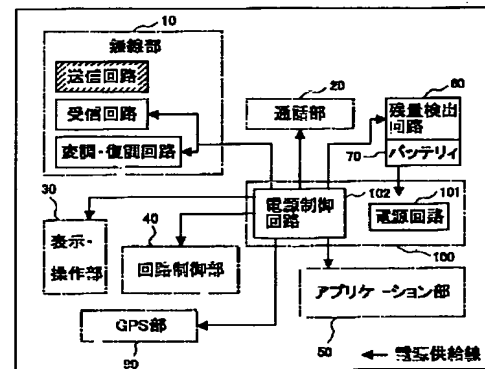 10
無線部
送信回路
受信回路
変調・復調回路
20
通話部
60
残量検出
回路
70
バッテリィ
30
表示・
操作部
40
回路制御部
電源制御
回路
102
101
電源回路
100
アプリケーション部
50
GPS部
90
電源供給線